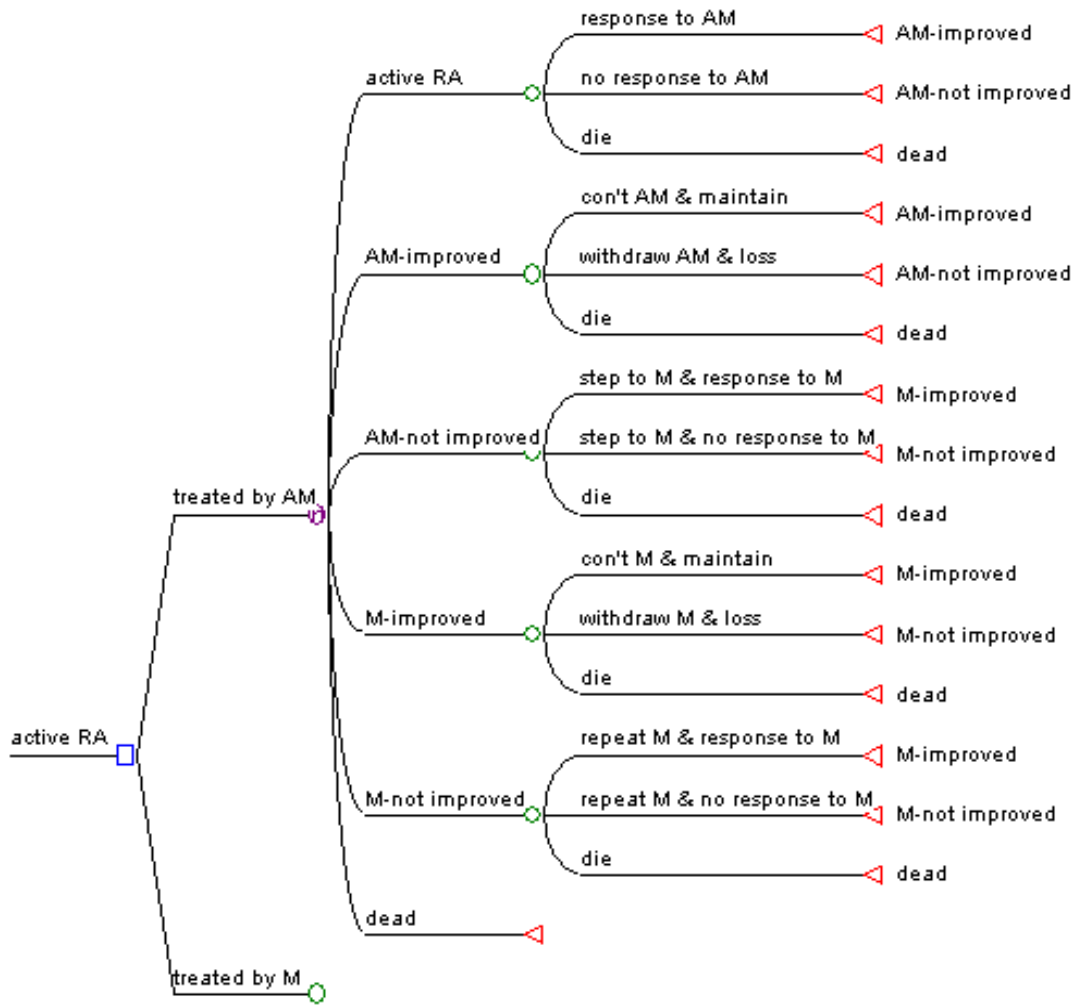 response to AM
AM-improved
active RA
no response to AM
AM-not improved
die
dead
con't AM & maintain
AM-improved
AM-improved
withdraw AM & loss
AM-not improved
die
dead
step to M & response to M
M-improved
AM-not improved
step to M & no response to M
M-not improved
die
dead
treated by AM
con't M & maintain
M-improved
M-improved
withdraw M & loss
M-not improved
die
dead
active RA
repeat M & response to M
M-improved
M-not improved
repeat M & no response to M
M-not improved
die
dead
dead
treated by M